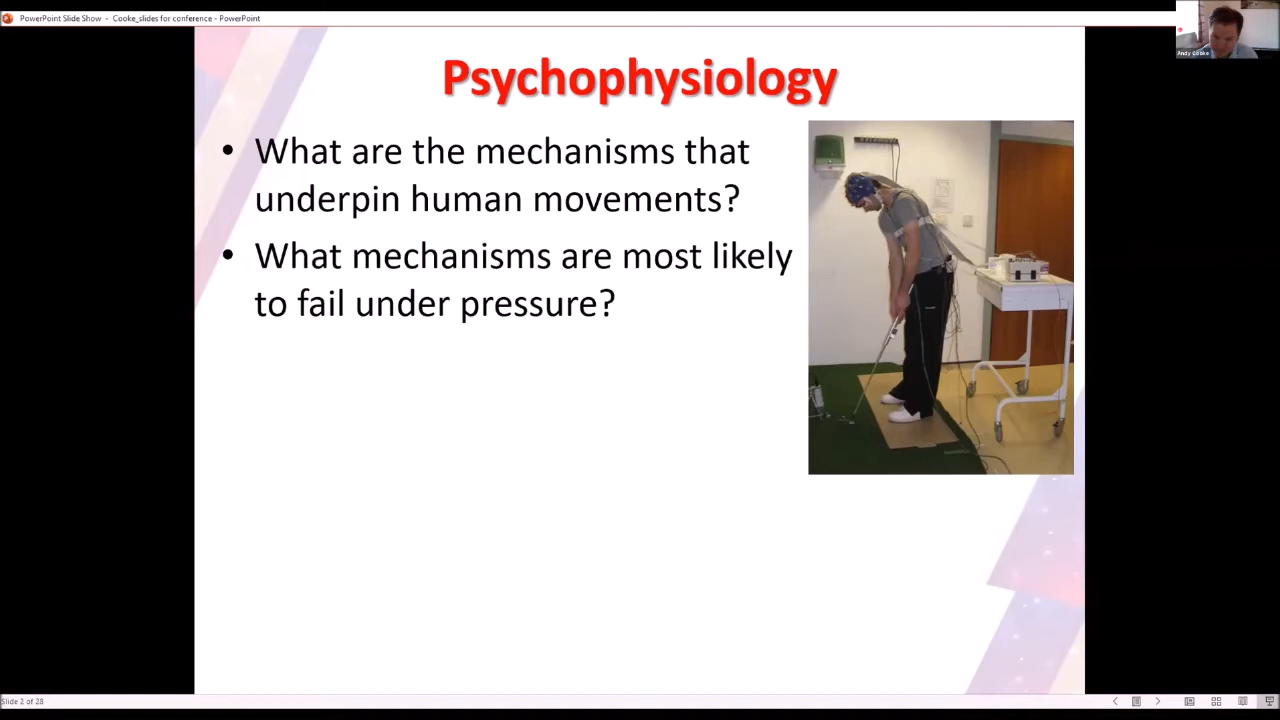 PowerPoint Slide Show - Cooke_slides for conference - PowerPoint
Andy Cooke
Psychophysiology
• What are the mechanisms that
underpin human movements?
• What mechanisms are most likely
to fail under pressure?
Slide 2 of 28